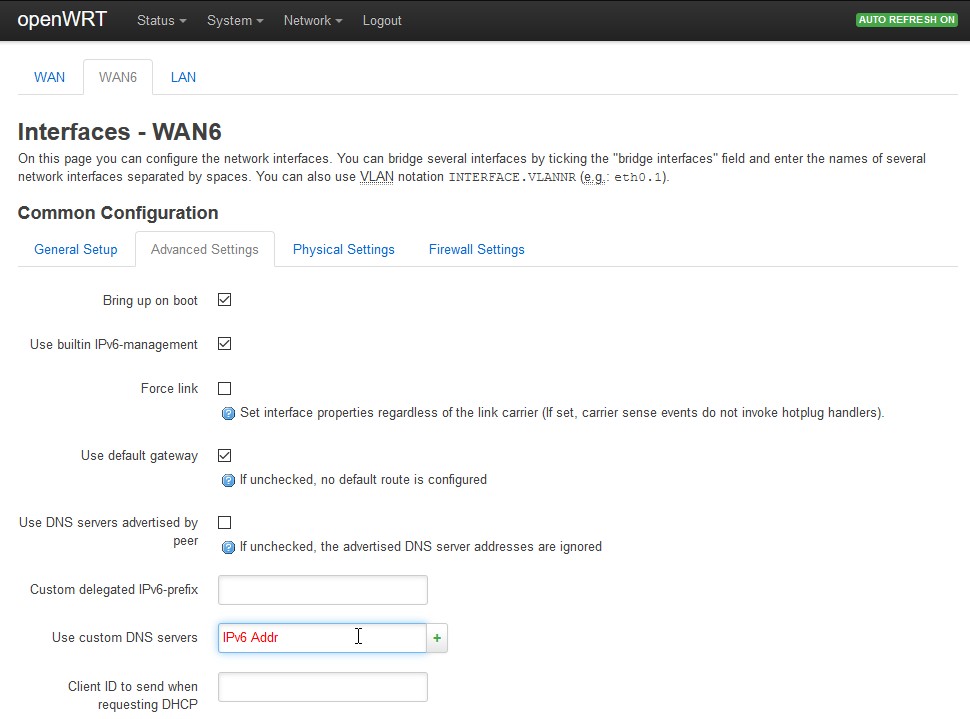 openWRT Status System Network Logout AUTO REFRESH ON
WAN WAN6 LAN
Interfaces - WAN6
On this page you can configure the network interfaces. You can bridge several interfaces by ticking the "bridge interfaces" field and enter the names of several
network interfaces separated by spaces. You can also use VLAN notation INTERFACE.VLANNR (e.g.: eth0.1).
Common Configuration
General Setup Advanced Settings Physical Settings Firewall Settings
Bring up on boot
Use builtin IPv6-management
Force link
Set interface properties regardless of the link carrier (If set, carrier sense events do not invoke hotplug handlers).
Use default gateway
If unchecked, no default route is configured
Use DNS servers advertised by
peer
If unchecked, the advertised DNS server addresses are ignored
Custom delegated IPv6-prefix
Use custom DNS servers IPv6 Addr +
Client ID to send when
requesting DHCP